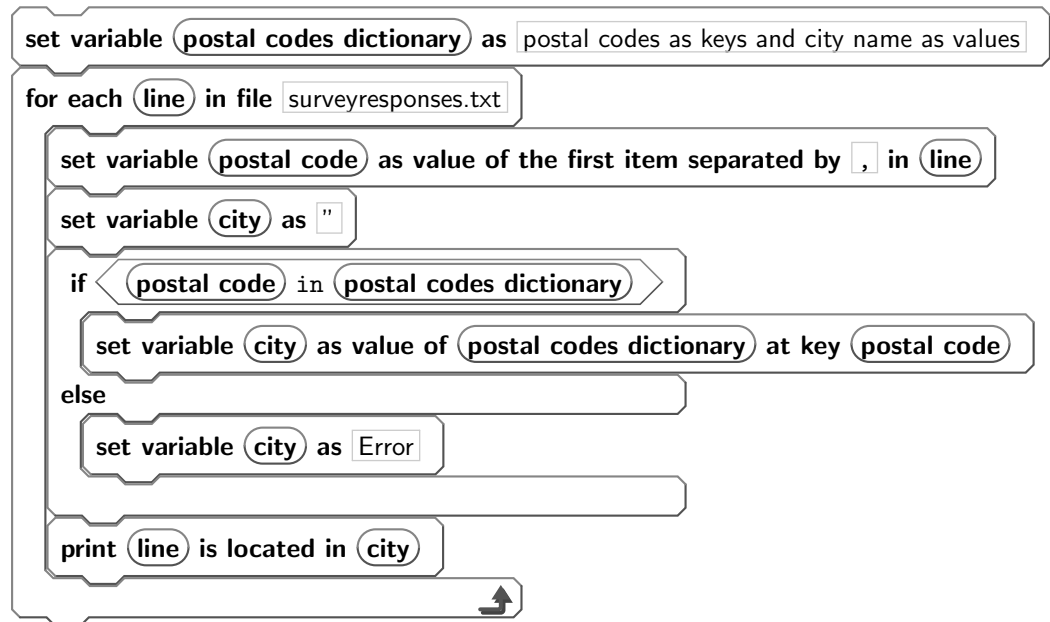 set variable postal codes dictionary as postal codes as keys and city name as values
for each line in file surveyresponses.txt
set variable postal code as value of the first item separated by , in line
set variable city as ”
if postal code in postal codes dictionary
set variable city as value of postal codes dictionary at key postal code
else
set variable city as Error
print line is located in city